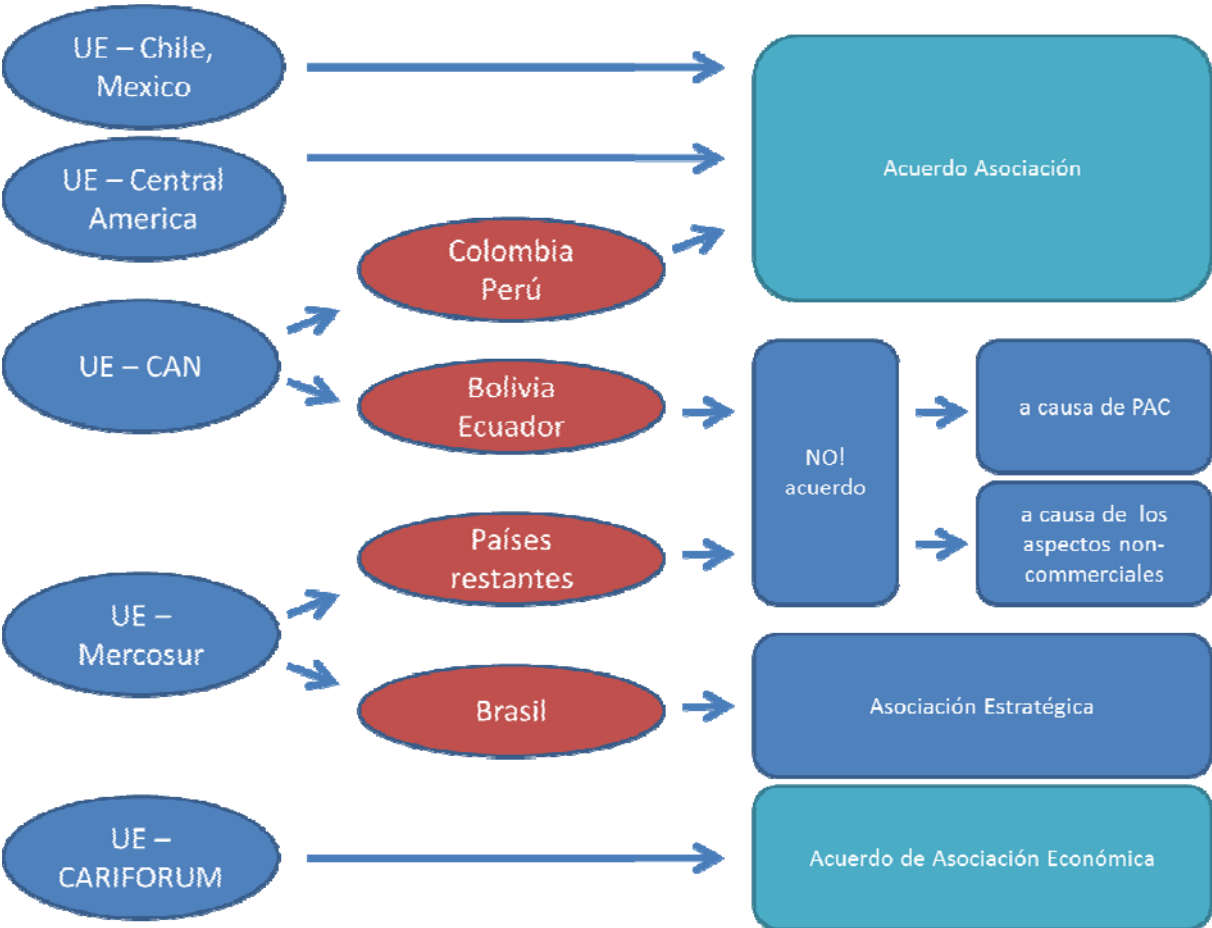 UE – Chile,
Mexico
UE – Central
America
Acuerdo Asociación
Colombia
Perú
UE – CAN
Bolivia
Ecuador
NO!
acuerdo
a causa de PAC
a causa de los
aspectos non-
commerciales
Países
restantes
UE –
Mercosur
Brasil
Asociación Estratégica
UE –
CARIFORUM
Acuerdo de Asociación Económica